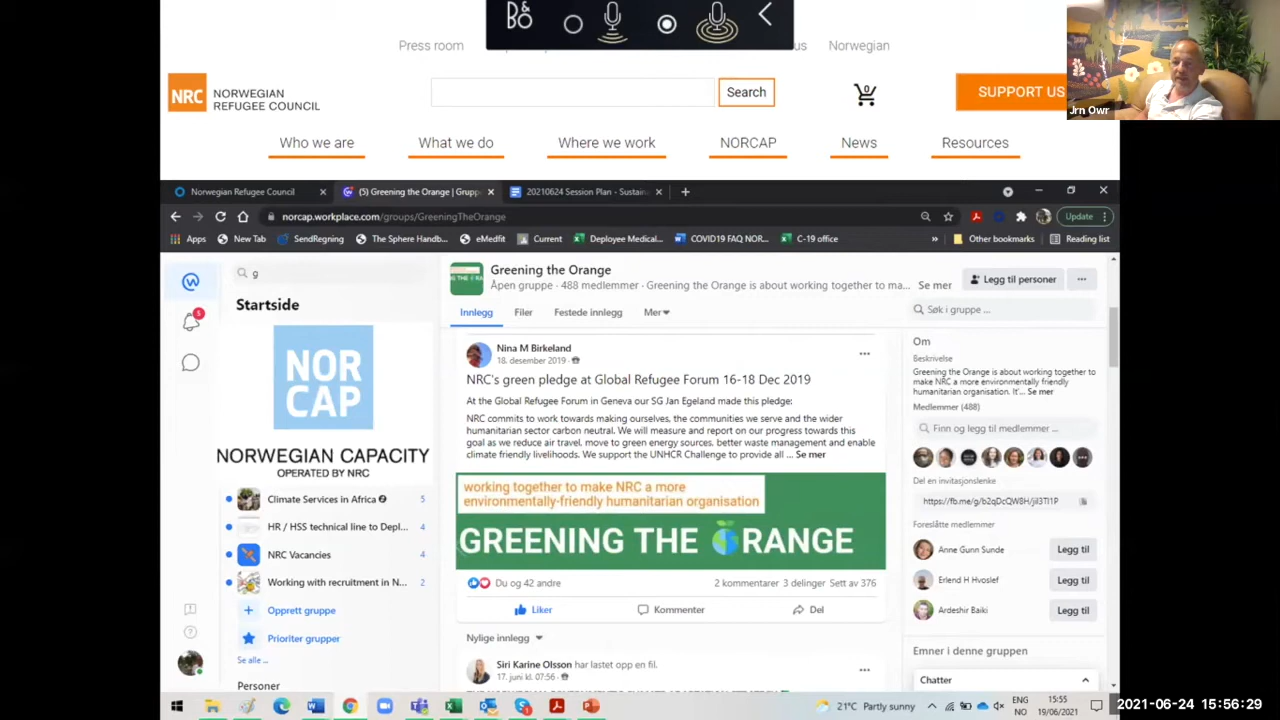 B&O
Press room
us
Norwegian
NRC
NORWEGIAN
REFUGEE COUNCIL
Search
0
SUPPORT US
Jrn Owr
Who we are
What we do
Where we work
NORCAP
News
Resources
Norwegian Refugee Council
(5) Greening the Orange | Grupp
20210624 Session Plan - Sustain
norcap.workplace.com/groups/GreeningTheOrange
Update
Apps
New Tab
SendRegning
The Sphere Handb...
eMedfit
Current
Deployee Medical...
COVID19 FAQ NOR...
C-19 office
»
Other bookmarks
Reading list
g
Startside
5
NOR
CAP
NORWEGIAN CAPACITY
OPERATED BY NRC
Climate Services in Africa 5
HR / HSS technical line to Depl... 4
NRC Vacancies 4
Working with recruitment in N... 2
Opprett gruppe
Prioriter grupper
Se alle ...
Personer
Greening the Orange
Åpen gruppe · 488 medlemmer · Greening the Orange is about working together to ma... Se mer
Legg til personer
Innlegg
Filer
Festede innlegg
Mer
Søk i gruppe ...
Nina M Birkeland
18. desember 2019 ·
NRC's green pledge at Global Refugee Forum 16-18 Dec 2019
At the Global Refugee Forum in Geneva our SG Jan Egeland made this pledge:
NRC commits to work towards making ourselves, the communities we serve and the wider
humanitarian sector carbon neutral. We will measure and report on our progress towards this
goal as we reduce air travel, move to green energy sources, better waste management and enable
climate friendly livelihoods. We support the UNHCR Challenge to provide all ... Se mer
working together to make NRC a more
environmentally-friendly humanitarian organisation
GREENING THE ORANGE
Du og 42 andre
2 kommentarer 3 delinger Sett av 376
Liker
Kommenter
Del
Nylige innlegg
Siri Karine Olsson har lastet opp en fil.
17. juni kl. 07:56 ·
Om
Beskrivelse
Greening the Orange is about working together to
make NRC a more environmentally friendly
humanitarian organisation. It'... Se mer
Medlemmer (488)
Finn og legg til medlemmer ...
Del en invitasjonslenke
https://fb.me/g/b2qDcQW8H/jiI3TI1P
Foreslåtte medlemmer
Anne Gunn Sunde Legg til
Erlend H Hvoslef Legg til
Ardeshir Baiki Legg til
Emner i denne gruppen
Chatter
21°C Partly sunny
ENG
NO
15:55
19/06/2021
2021-06-24 15:56:29